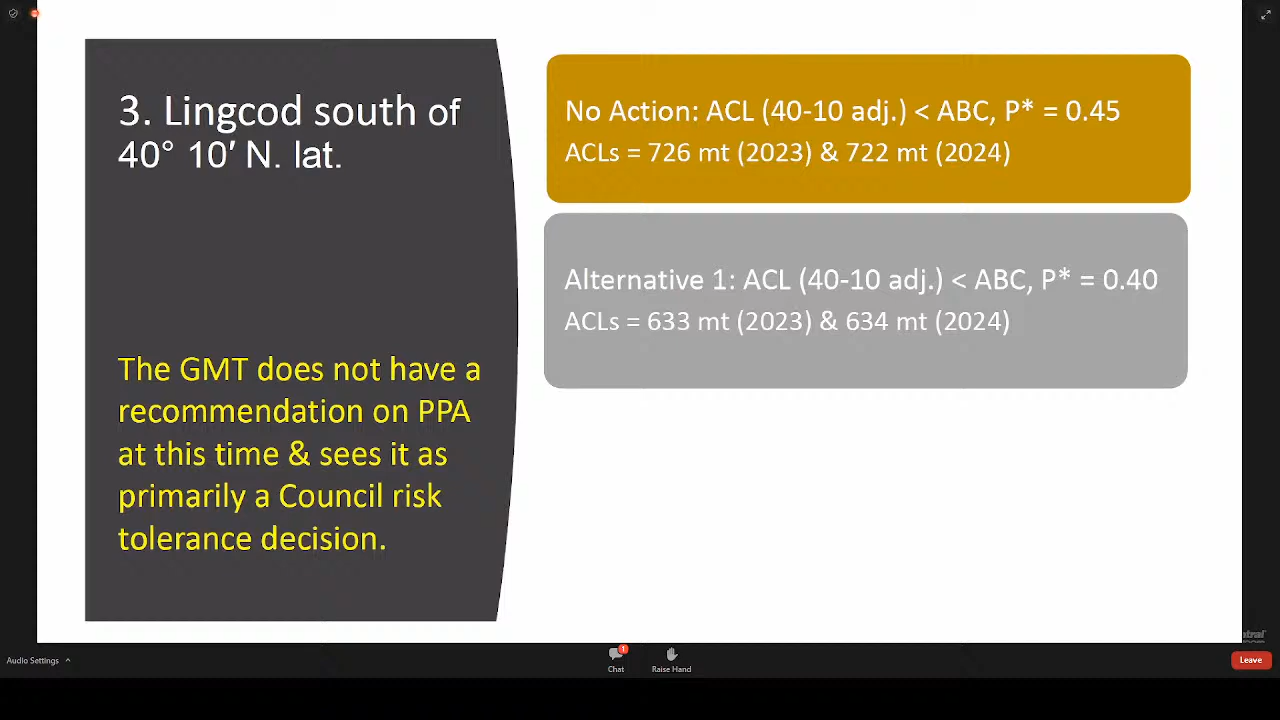 3. Lingcod south of
40° 10′ N. lat.
The GMT does not have a
recommendation on PPA
at this time & sees it as
primarily a Council risk
tolerance decision.
No Action: ACL (40-10 adj.) < ABC, P* = 0.45
ACLs = 726 mt (2023) & 722 mt (2024)
Alternative 1: ACL (40-10 adj.) < ABC, P* = 0.40
ACLs = 633 mt (2023) & 634 mt (2024)
Audio Settings
1
Chat
Raise Hand
Leave